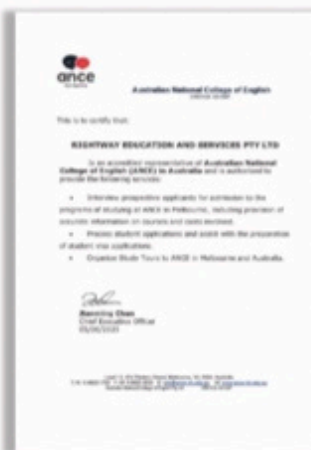 ance
Australian National College of English
This is to certify that:
RIGHTWAY EDUCATION AND SERVICES PTY LTD
is an accredited representative of Australian National
College of English (ANCE) in Australia and is authorised to
provide the following services:
• Interview prospective applicants for admission to the
programs of studying at ANCE in Melbourne, including provision of
accurate information on courses and costs involved.
• Process student applications and assist with the preparation
of student visa applications.
• Organise Study Tours to ANCE in Melbourne and Australia.
Chen
Chief Executive Officer